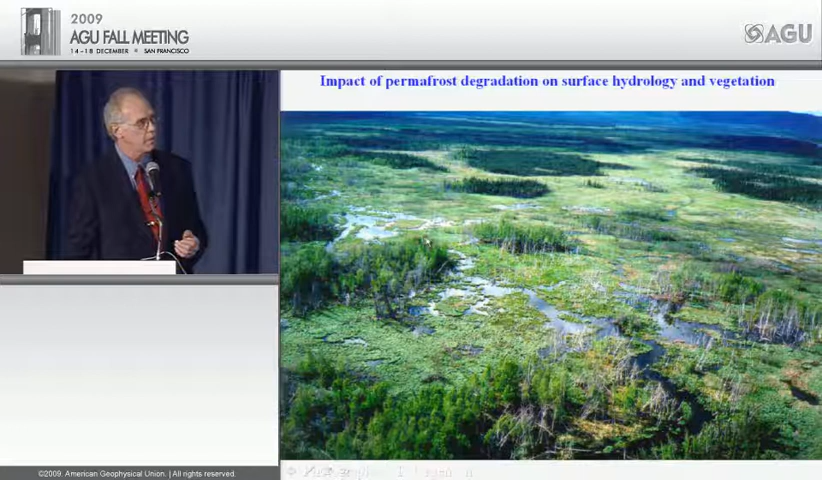 2009
AGU FALL MEETING
14-18 DECEMBER • SAN FRANCISCO
AGU
Impact of permafrost degradation on surface hydrology and vegetation
©2009. American Geophysical Union. | All rights reserved.